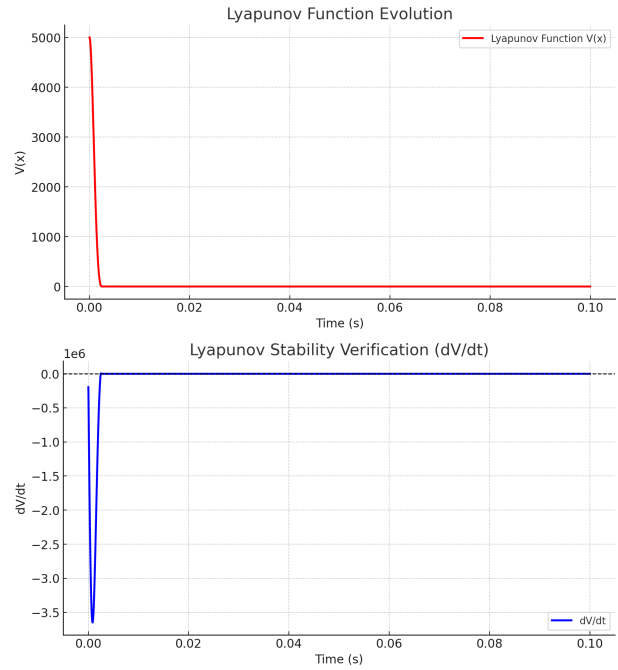 Lyapunov Function Evolution
Lyapunov Function V(x)
V(x)
5000
4000
3000
2000
1000
0
0.00 0.02 0.04 0.06 0.08 0.10
Time (s)
Lyapunov Stability Verification (dV/dt)
1e6
dV/dt
0.0
−0.5
−1.0
−1.5
−2.0
−2.5
−3.0
−3.5
dV/dt
0.00 0.02 0.04 0.06 0.08 0.10
Time (s)